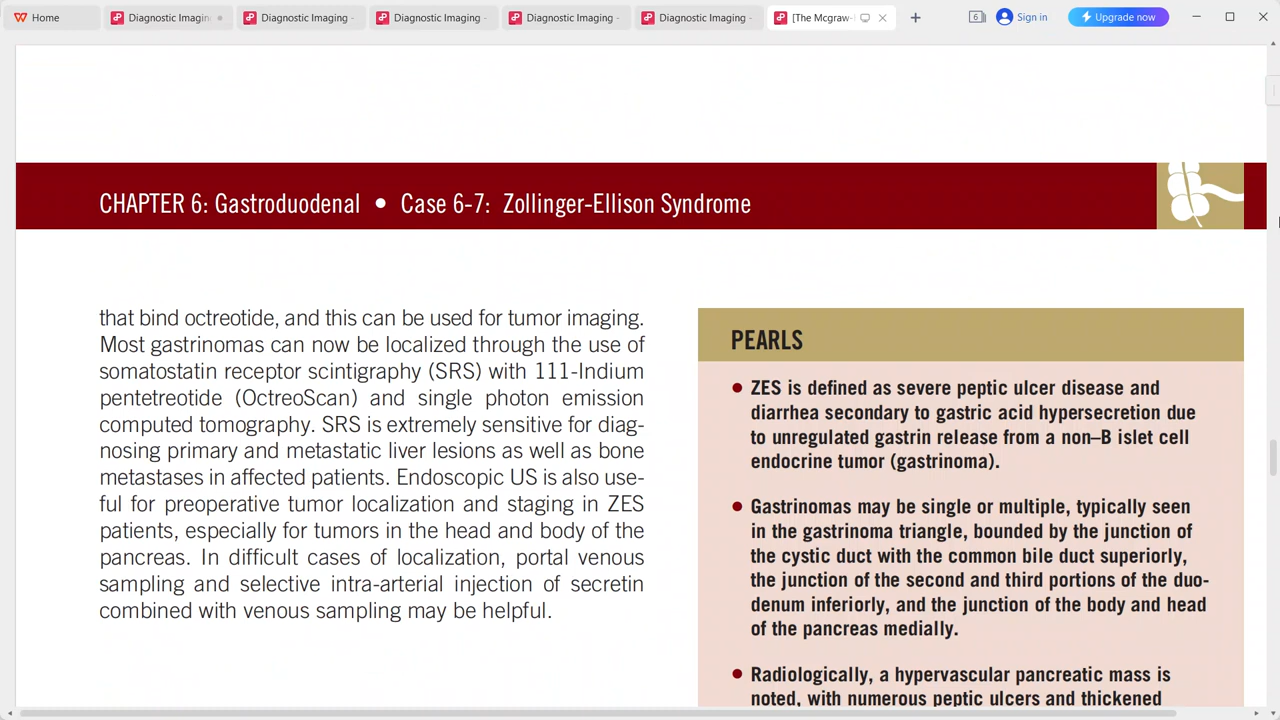 Home
Diagnostic Imagin
Diagnostic Imaging -
Diagnostic Imaging -
Diagnostic Imaging -
Diagnostic Imaging -
[The Mcgraw-
6
Sign in
Upgrade now
CHAPTER 6: Gastroduodenal • Case 6-7: Zollinger-Ellison Syndrome
that bind octreotide, and this can be used for tumor imaging.
Most gastrinomas can now be localized through the use of
somatostatin receptor scintigraphy (SRS) with 111-Indium
pentetreotide (OctreoScan) and single photon emission
computed tomography. SRS is extremely sensitive for diag-
nosing primary and metastatic liver lesions as well as bone
metastases in affected patients. Endoscopic US is also use-
ful for preoperative tumor localization and staging in ZES
patients, especially for tumors in the head and body of the
pancreas. In difficult cases of localization, portal venous
sampling and selective intra-arterial injection of secretin
combined with venous sampling may be helpful.
PEARLS
• ZES is defined as severe peptic ulcer disease and
diarrhea secondary to gastric acid hypersecretion due
to unregulated gastrin release from a non–B islet cell
endocrine tumor (gastrinoma).
• Gastrinomas may be single or multiple, typically seen
in the gastrinoma triangle, bounded by the junction of
the cystic duct with the common bile duct superiorly,
the junction of the second and third portions of the duo-
denum inferiorly, and the junction of the body and head
of the pancreas medially.
• Radiologically, a hypervascular pancreatic mass is
noted, with numerous peptic ulcers and thickened